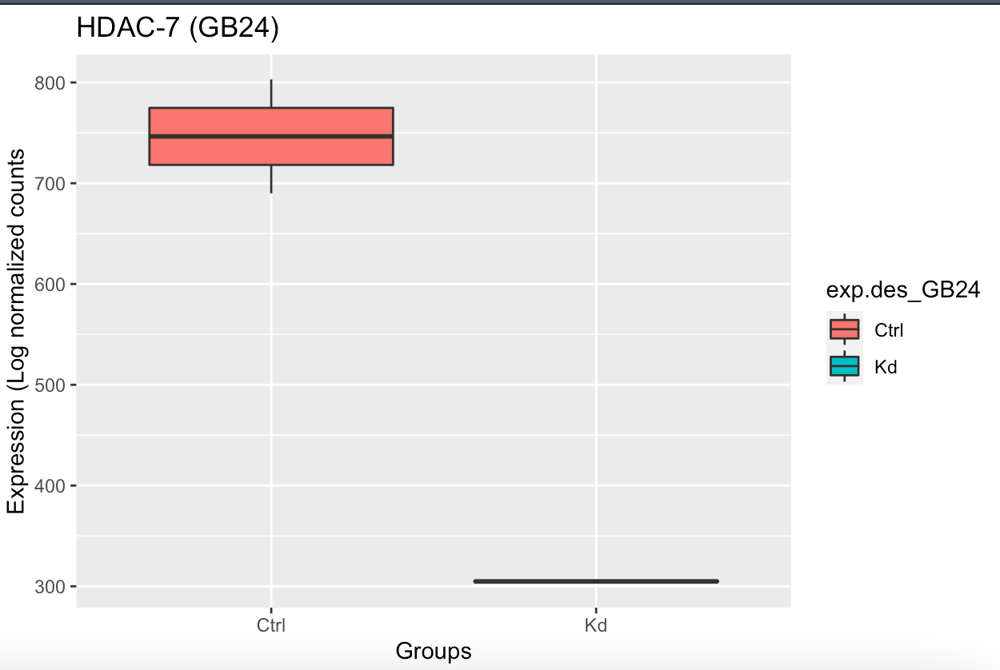 HDAC-7 (GB24)
Expression (Log normalized counts
800
700
600
500
400
300
Ctrl
Kd
Groups
exp.des_GB24
Ctrl
Kd